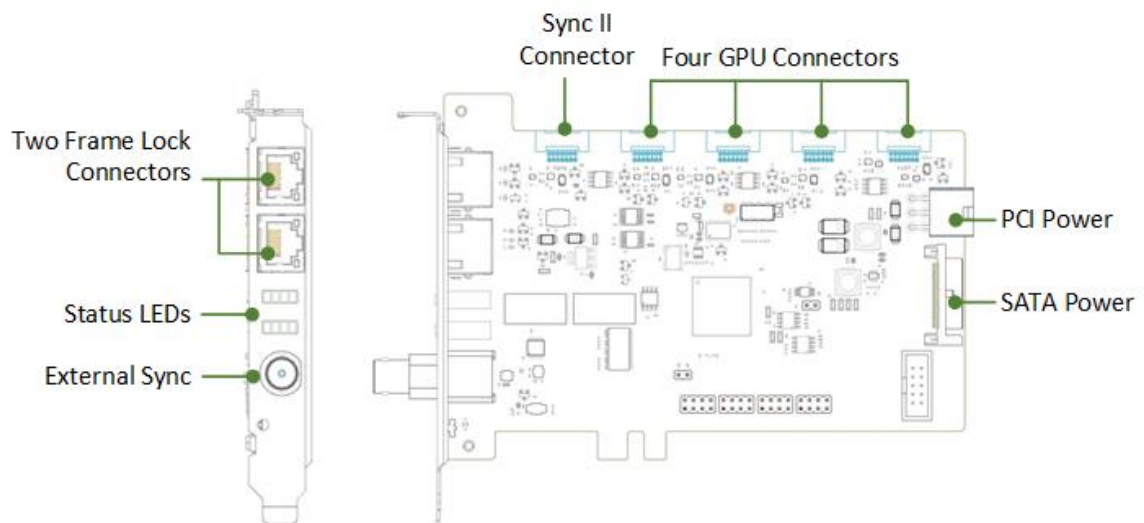 Sync II
Connector
Four GPU Connectors
Two Frame Lock
Connectors
PCI Power
Status LEDs
SATA Power
External Sync